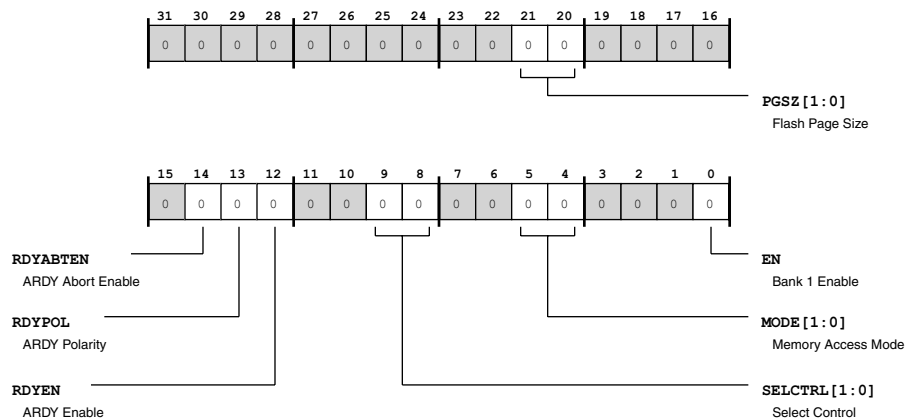 31 30 29 28 27 26 25 24 23 22 21 20 19 18 17 16
0 0 0 0 0 0 0 0 0 0 0 0 0 0 0 0
PGSZ[1:0]
Flash Page Size
15 14 13 12 11 10 9 8 7 6 5 4 3 2 1 0
0 0 0 0 0 0 0 0 0 0 0 0 0 0 0 0
RDYABTEN
ARDY Abort Enable
EN
Bank 1 Enable
RDYPOL
ARDY Polarity
MODE[1:0]
Memory Access Mode
RDYEN
ARDY Enable
SELCTRL[1:0]
Select Control